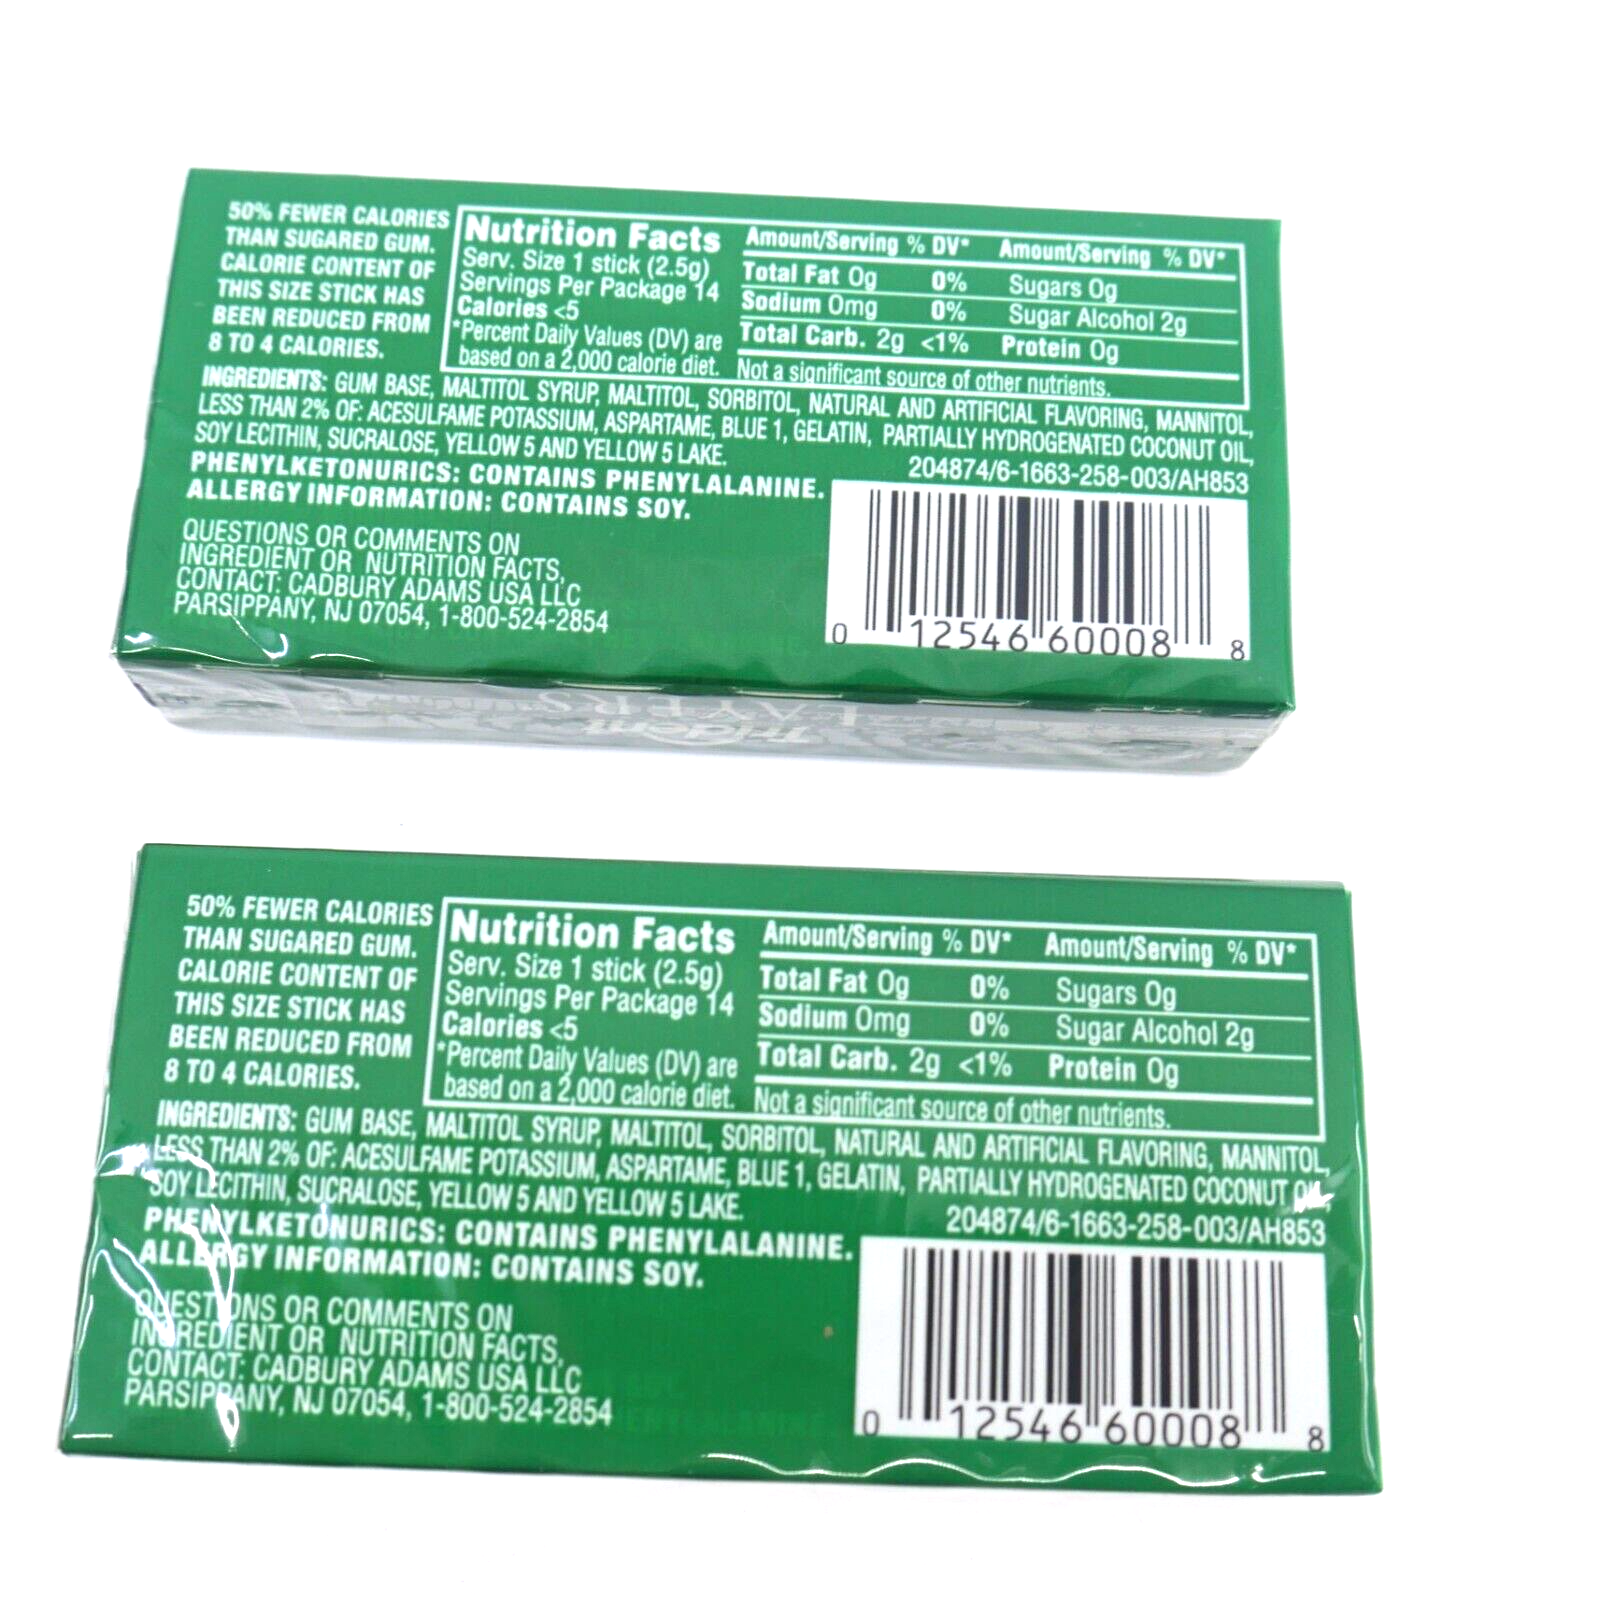 50% FEWER CALORIES
THAN SUGARED GUM.
CALORIE CONTENT OF
THIS SIZE STICK HAS
BEEN REDUCED FROM
8 TO 4 CALORIES.
Nutrition Facts
Serv. Size 1 stick (2.5g)
Servings Per Package 14
Calories <5
*Percent Daily Values (DV) are
based on a 2,000 calorie diet.
Amount/Serving % DV* Amount/Serving % DV*
Total Fat 0g 0% Sugars 0g
Sodium 0mg 0% Sugar Alcohol 2g
Total Carb. 2g <1% Protein 0g
Not a significant source of other nutrients.
INGREDIENTS: GUM BASE, MALTITOL SYRUP, MALTITOL, SORBITOL, NATURAL AND ARTIFICIAL FLAVORING, MANNITOL,
LESS THAN 2% OF: ACESULFAME POTASSIUM, ASPARTAME, BLUE 1, GELATIN, PARTIALLY HYDROGENATED COCONUT OIL,
SOY LECITHIN, SUCRALOSE, YELLOW 5 AND YELLOW 5 LAKE.
204874/6-1663-258-003/AH853
PHENYLKETONURICS: CONTAINS PHENYLALANINE.
ALLERGY INFORMATION: CONTAINS SOY.
QUESTIONS OR COMMENTS ON
INGREDIENT OR NUTRITION FACTS,
CONTACT: CADBURY ADAMS USA LLC
PARSIPPANY, NJ 07054, 1-800-524-2854
0 12546 60008 8
Trident
LAYERS
50% FEWER CALORIES
THAN SUGARED GUM.
CALORIE CONTENT OF
THIS SIZE STICK HAS
BEEN REDUCED FROM
8 TO 4 CALORIES.
Nutrition Facts
Serv. Size 1 stick (2.5g)
Servings Per Package 14
Calories <5
*Percent Daily Values (DV) are
based on a 2,000 calorie diet.
Amount/Serving % DV* Amount/Serving % DV*
Total Fat 0g 0% Sugars 0g
Sodium 0mg 0% Sugar Alcohol 2g
Total Carb. 2g <1% Protein 0g
Not a significant source of other nutrients.
INGREDIENTS: GUM BASE, MALTITOL SYRUP, MALTITOL, SORBITOL, NATURAL AND ARTIFICIAL FLAVORING, MANNITOL,
LESS THAN 2% OF: ACESULFAME POTASSIUM, ASPARTAME, BLUE 1, GELATIN, PARTIALLY HYDROGENATED COCONUT OIL,
SOY LECITHIN, SUCRALOSE, YELLOW 5 AND YELLOW 5 LAKE.
204874/6-1663-258-003/AH853
PHENYLKETONURICS: CONTAINS PHENYLALANINE.
ALLERGY INFORMATION: CONTAINS SOY.
QUESTIONS OR COMMENTS ON
INGREDIENT OR NUTRITION FACTS,
CONTACT: CADBURY ADAMS USA LLC
PARSIPPANY, NJ 07054, 1-800-524-2854
0 12546 60008 8